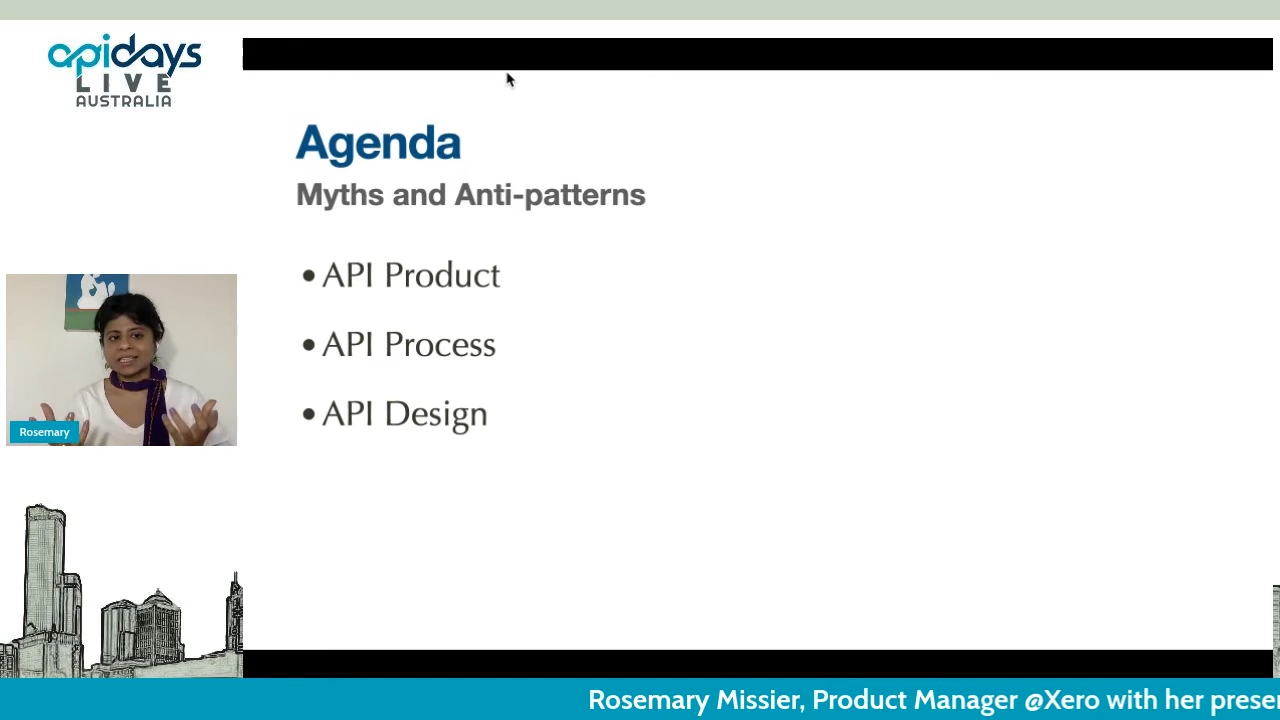 apidays
LIVE
AUSTRALIA
Agenda
Myths and Anti-patterns
• API Product
• API Process
• API Design
Rosemary
Rosemary Missier, Product Manager @Xero with her prese